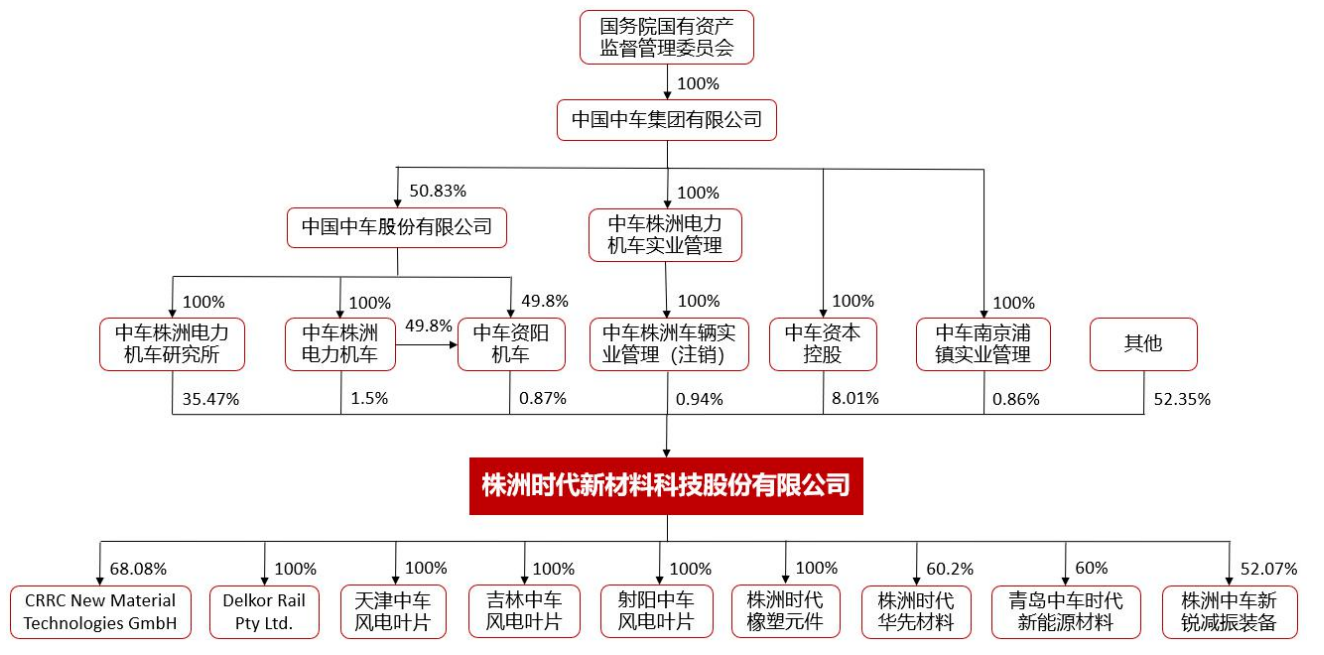 国务院国有资产
监督管理委员会
100%
中国中车集团有限公司
50.83%
100%
中国中车股份有限公司
中车株洲电力
机车实业管理
100%
100%
49.8%
100%
100%
100%
中车株洲电力
机车研究所
中车株洲
电力机车
49.8%
中车资阳
机车
中车株洲车辆实
业管理（注销）
中车资本
控股
中车南京浦
镇实业管理
其他
35.47%
1.5%
0.87%
0.94%
8.01%
0.86%
52.35%
株洲时代新材料科技股份有限公司
68.08%
100%
100%
100%
100%
100%
60.2%
60%
52.07%
CRRC New Material
Technologies GmbH
Delkor Rail
Pty Ltd.
天津中车
风电叶片
吉林中车
风电叶片
射阳中车
风电叶片
株洲时代
橡塑元件
株洲时代
华先材料
青岛中车时代
新能源材料
株洲中车新
锐减振装备